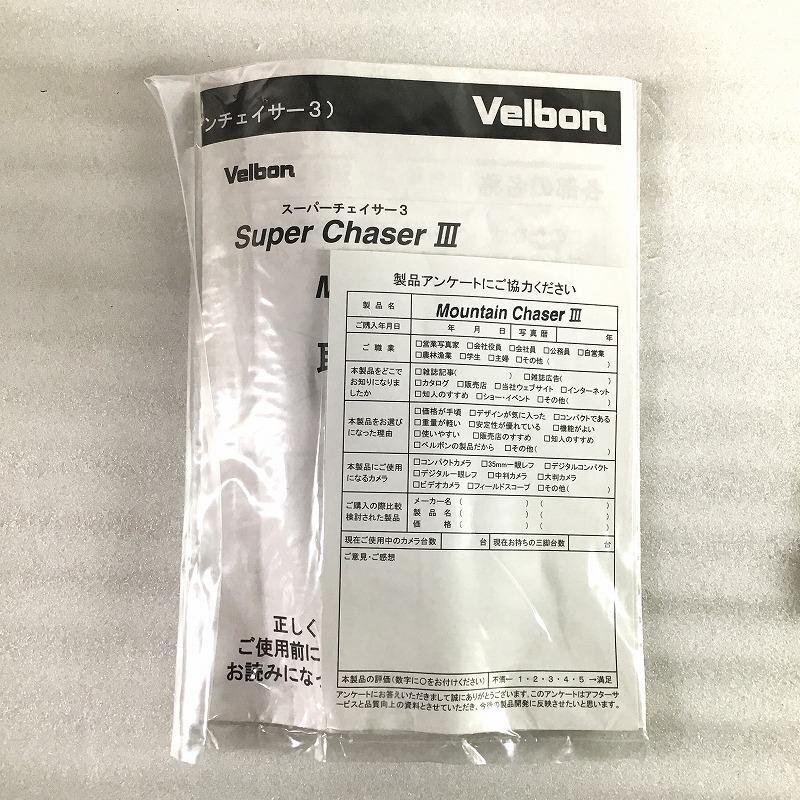 ンチェイサー3）
Velbon
Velbon
スーパーチェイサー3
Super Chaser III
M
製品アンケートにご協力ください
製品名 Mountain Chaser III
ご購入年月日 年 月 日 写真暦 年
ご職業 □営業写真家 □会社役員 □会社員 □公務員 □自営業
□農林漁業 □学生 □主婦 □その他( )
本製品をどこで
お知りになりま
したか
□雑誌記事( ) □雑誌広告( )
□カタログ □販売店 □当社ウェブサイト □インターネット
□知人のすすめ □ショー・イベント □その他( )
本製品をお選び
になった理由
□価格が手頃 □デザインが気に入った □コンパクトである
□重量が軽い □安定性が優れている □機能がよい
□使いやすい □販売店のすすめ □知人のすすめ
□ベルボンの製品だから □その他( )
本製品にご使用
になるカメラ
□コンパクトカメラ □35mm一眼レフ □デジタルコンパクト
□デジタル一眼レフ □中判カメラ □大判カメラ
□ビデオカメラ □フィールドスコープ □その他( )
ご購入の際比較
検討された製品
メーカー名 ( ) ( )
製品名 ( ) ( )
価格 ( ) ( )
現在ご使用中のカメラ台数 台 現在お持ちの三脚台数 台
ご意見・ご感想
本製品の評価(数字に○をお付けください) 不満← 1・2・3・4・5 →満足
アンケートにお答えいただきまして誠にありがとうございます。このアンケートはアフターサ
ービスと品質向上の資料とさせていただき、今後の製品開発に反映させたいと思います。
正しく
ご使用前に
お読みになっ